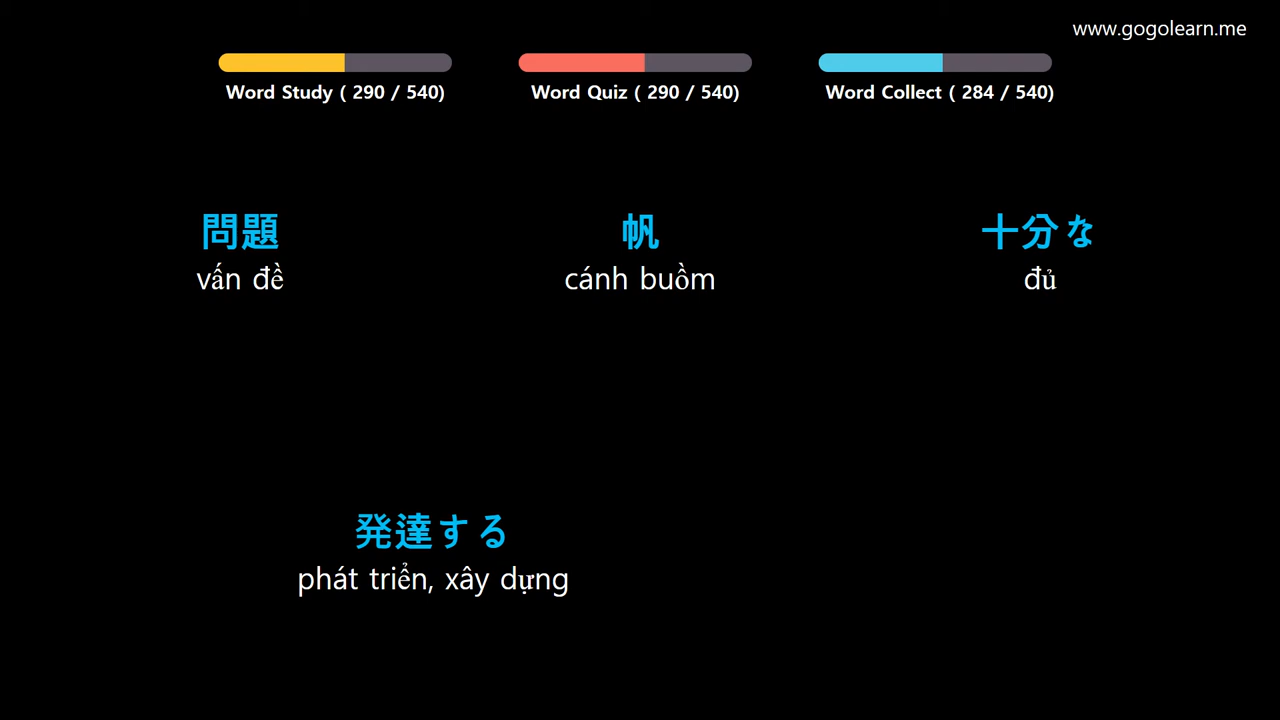 www.gogolearn.me
Word Study ( 290 / 540)
Word Quiz ( 290 / 540)
Word Collect ( 284 / 540)
問題
vấn đề
帆
cánh buồm
十分な
đủ
発達する
phát triển, xây dựng